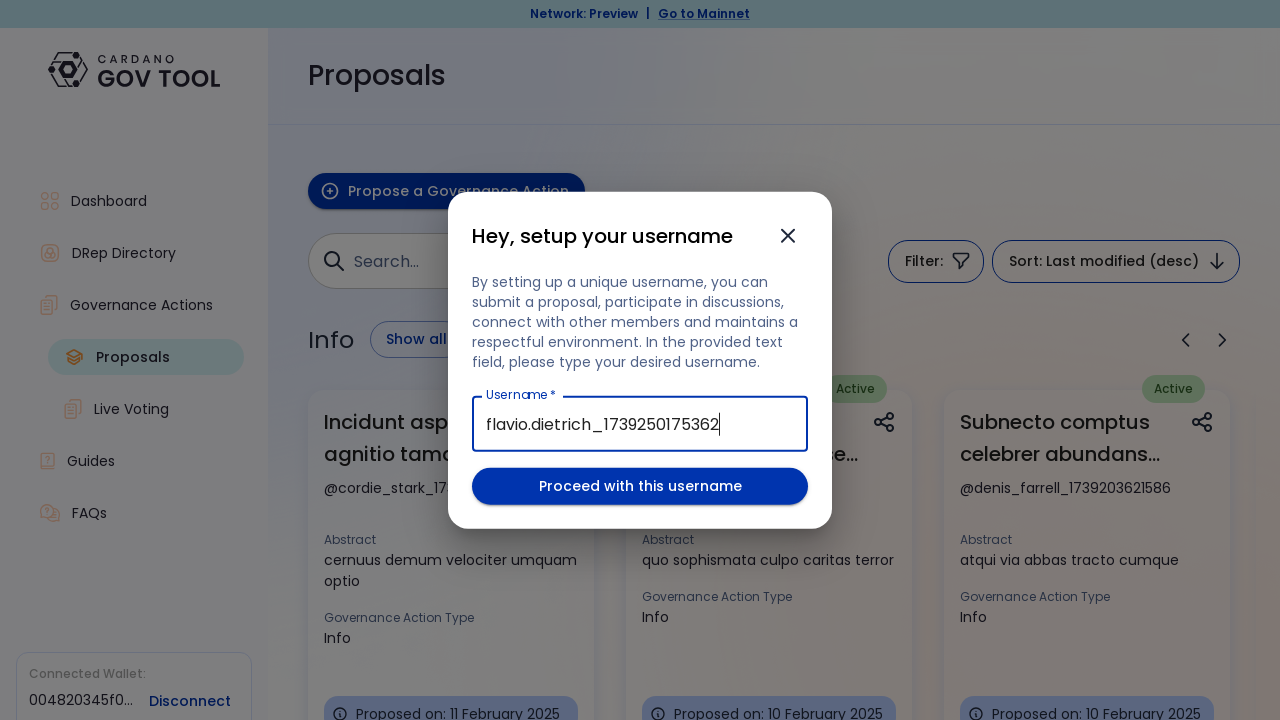 Network: Preview | Go to Mainnet
CARDANO
GOV TOOL
Dashboard
DRep Directory
Governance Actions
Proposals
Live Voting
Guides
FAQs
Connected Wallet:
004820345f0... Disconnect
Proposals
Propose a Governance Action
Search...
Filter:
Sort: Last modified (desc)
Info
Show all
Hey, setup your username
By setting up a unique username, you can
submit a proposal, participate in discussions,
connect with other members and maintains a
respectful environment. In the provided text
field, please type your desired username.
Username *
flavio.dietrich_1739250175362
Proceed with this username
Incidunt asp
agnitio tamo
@cordie_stark_17
Abstract
cernuus demum velociter umquam
optio
Governance Action Type
Info
Proposed on: 11 February 2025
Active
se...
Abstract
quo sophismata culpo caritas terror
Governance Action Type
Info
Proposed on: 10 February 2025
Active
Subnecto comptus
celebrer abundans...
@denis_farrell_1739203621586
Abstract
atqui via abbas tracto cumque
Governance Action Type
Info
Proposed on: 10 February 2025